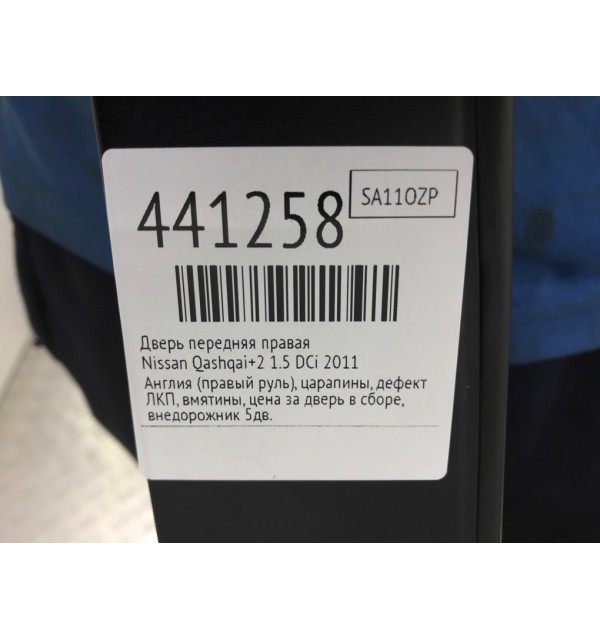 441258
SA11OZP
Дверь передняя правая
Nissan Qashqai+2 1.5 DCi 2011
Англия (правый руль), царапины, дефект
ЛКП, вмятины, цена за дверь в сборе,
внедорожник 5дв.